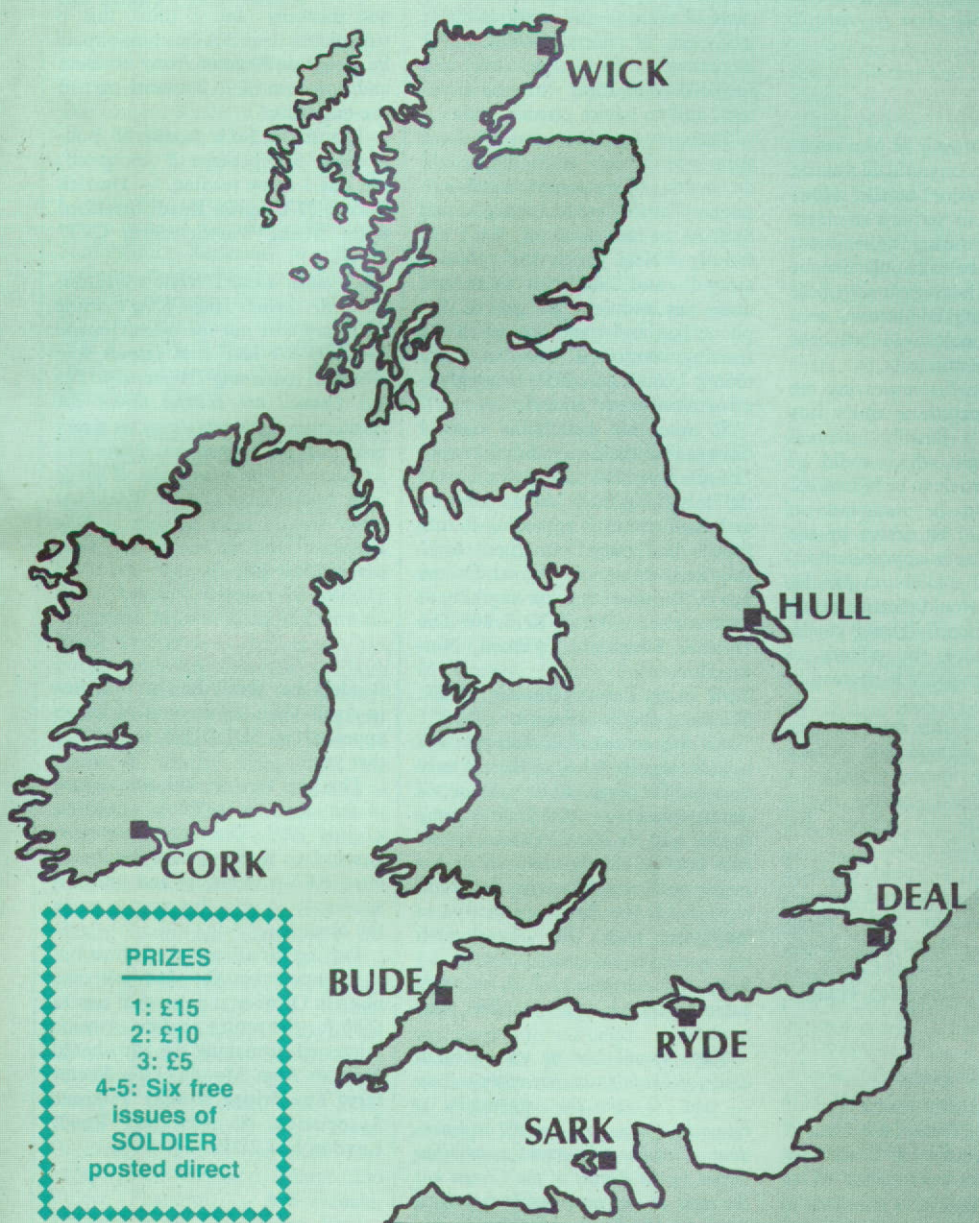 WICK
HULL
CORK
DEAL
BUDE
RYDE
SARK
PRIZES
1: £15
2: £10
3: £5
4-5: Six free
issues of
SOLDIER
posted direct